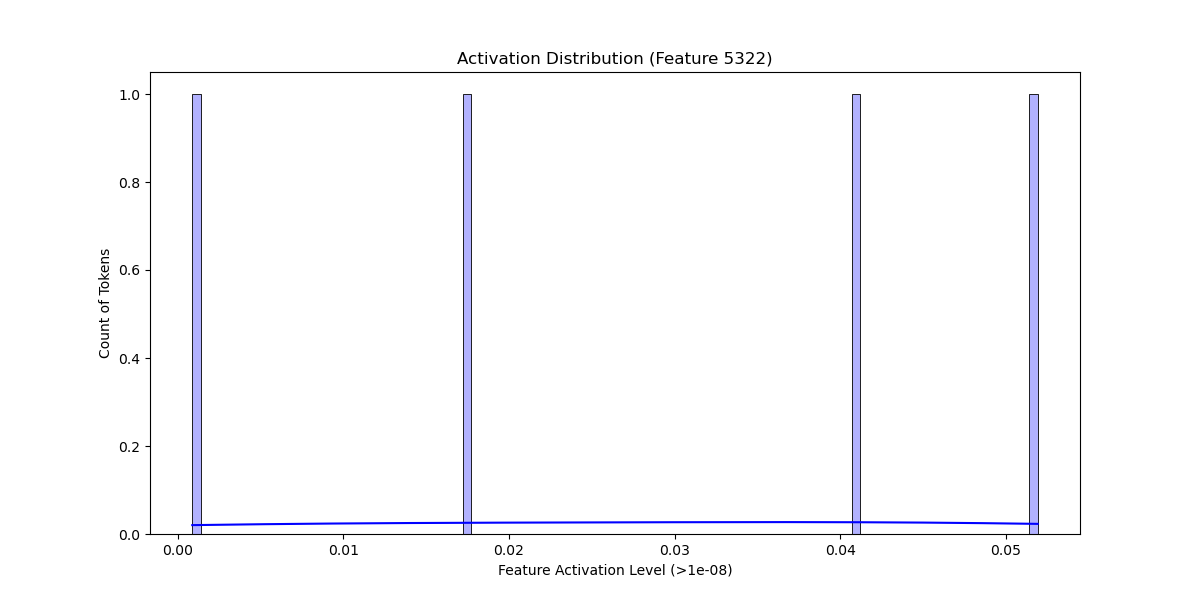 Activation Distribution (Feature 5322)
Count of Tokens
1.0
0.8
0.6
0.4
0.2
0.0
0.00 0.01 0.02 0.03 0.04 0.05
Feature Activation Level (>1e-08)